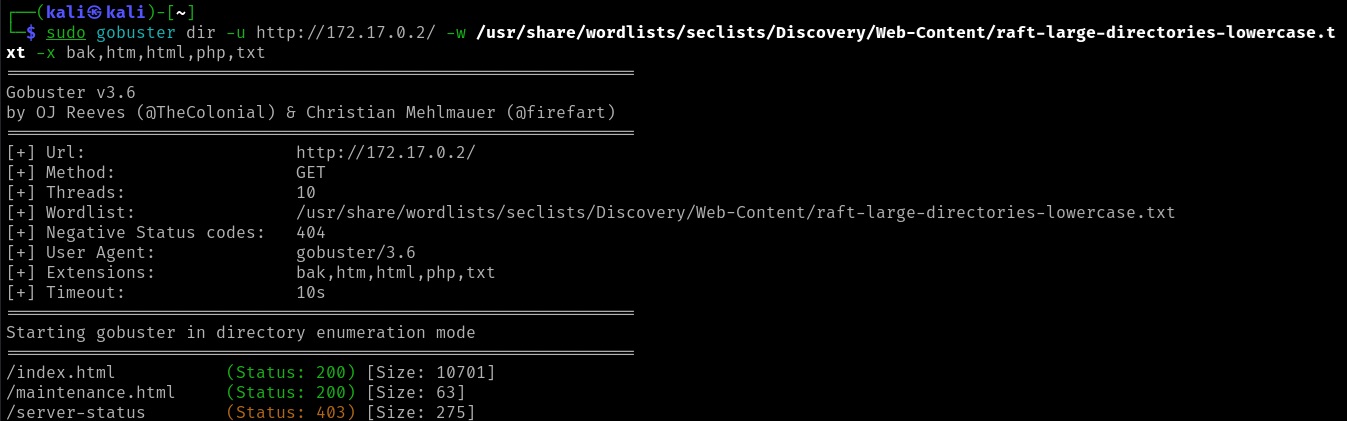 ┌──(kali㉿kali)-[~]
└─$ sudo gobuster dir -u http://172.17.0.2/ -w /usr/share/wordlists/seclists/Discovery/Web-Content/raft-large-directories-lowercase.t
xt -x bak,htm,html,php,txt
===============================================================
Gobuster v3.6
by OJ Reeves (@TheColonial) & Christian Mehlmauer (@firefart)
===============================================================
[+] Url:                     http://172.17.0.2/
[+] Method:                  GET
[+] Threads:                 10
[+] Wordlist:                /usr/share/wordlists/seclists/Discovery/Web-Content/raft-large-directories-lowercase.txt
[+] Negative Status codes:   404
[+] User Agent:              gobuster/3.6
[+] Extensions:              bak,htm,html,php,txt
[+] Timeout:                 10s
===============================================================
Starting gobuster in directory enumeration mode
===============================================================
/index.html           (Status: 200) [Size: 10701]
/maintenance.html     (Status: 200) [Size: 63]
/server-status        (Status: 403) [Size: 275]